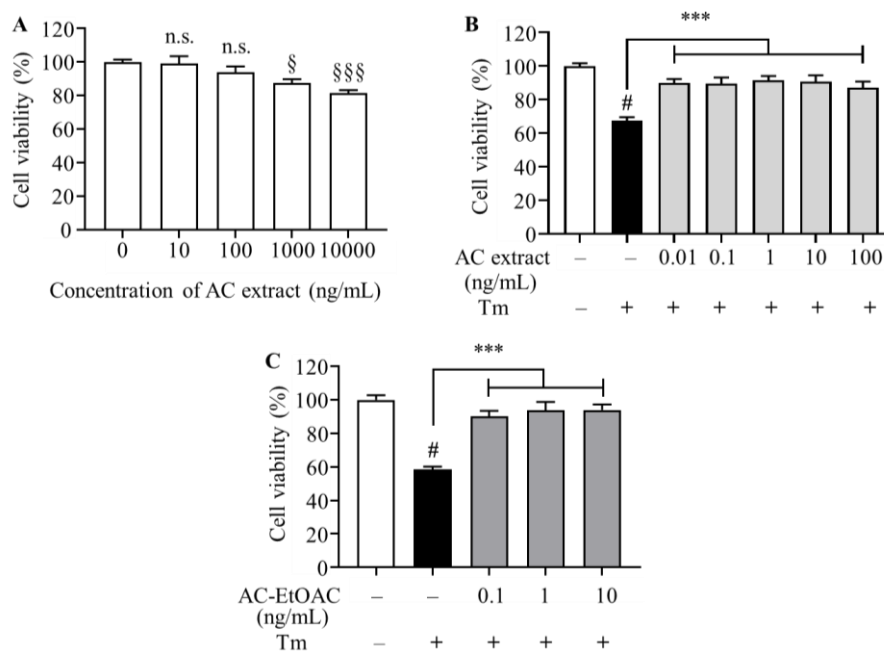 A
Cell viability (%)
120
100
80
60
40
20
0
n.s.
n.s.
§
§§§
0 10 100 1000 10000
Concentration of AC extract (ng/mL)
B
Cell viability (%)
120
100
80
60
40
20
0
***
#
AC extract – – 0.01 0.1 1 10 100
(ng/mL)
Tm – + + + + + +
C
Cell viability (%)
120
100
80
60
40
20
0
***
#
AC-EtOAC – – 0.1 1 10
(ng/mL)
Tm – + + + +